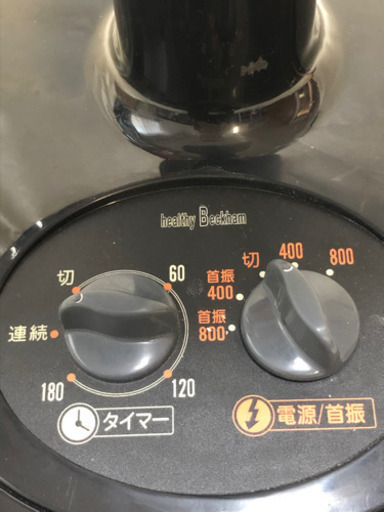 healthy Beckham
切
60
連続
180
120
タイマー
切
400
800
首振
400
首振
800
電源/首振